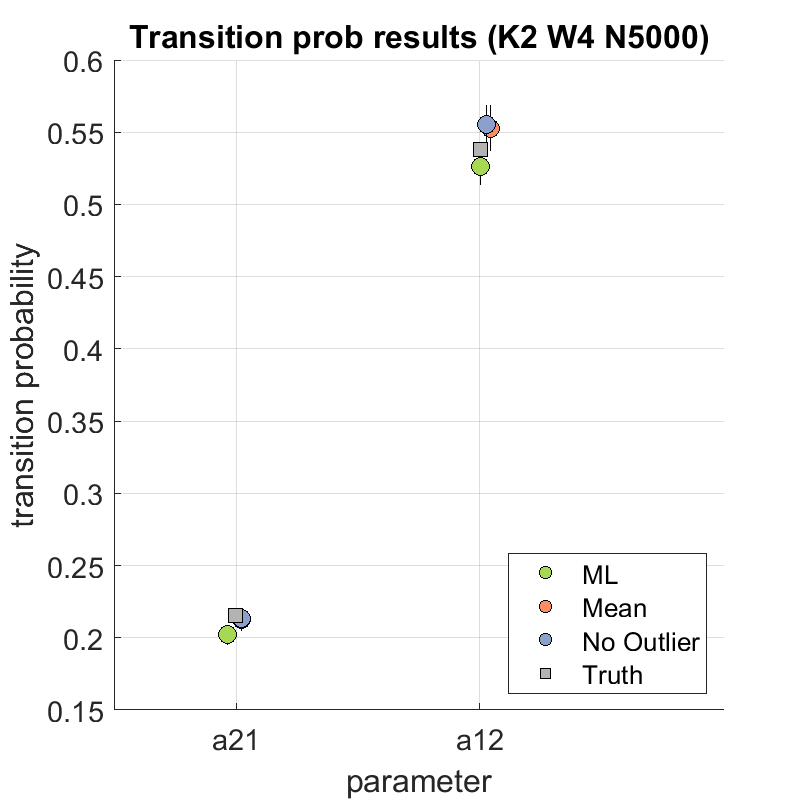 Transition prob results (K2 W4 N5000)
0.6
0.55
0.5
0.45
0.4
0.35
0.3
0.25
0.2
0.15
transition probability
a21
a12
parameter
ML
Mean
No Outlier
Truth